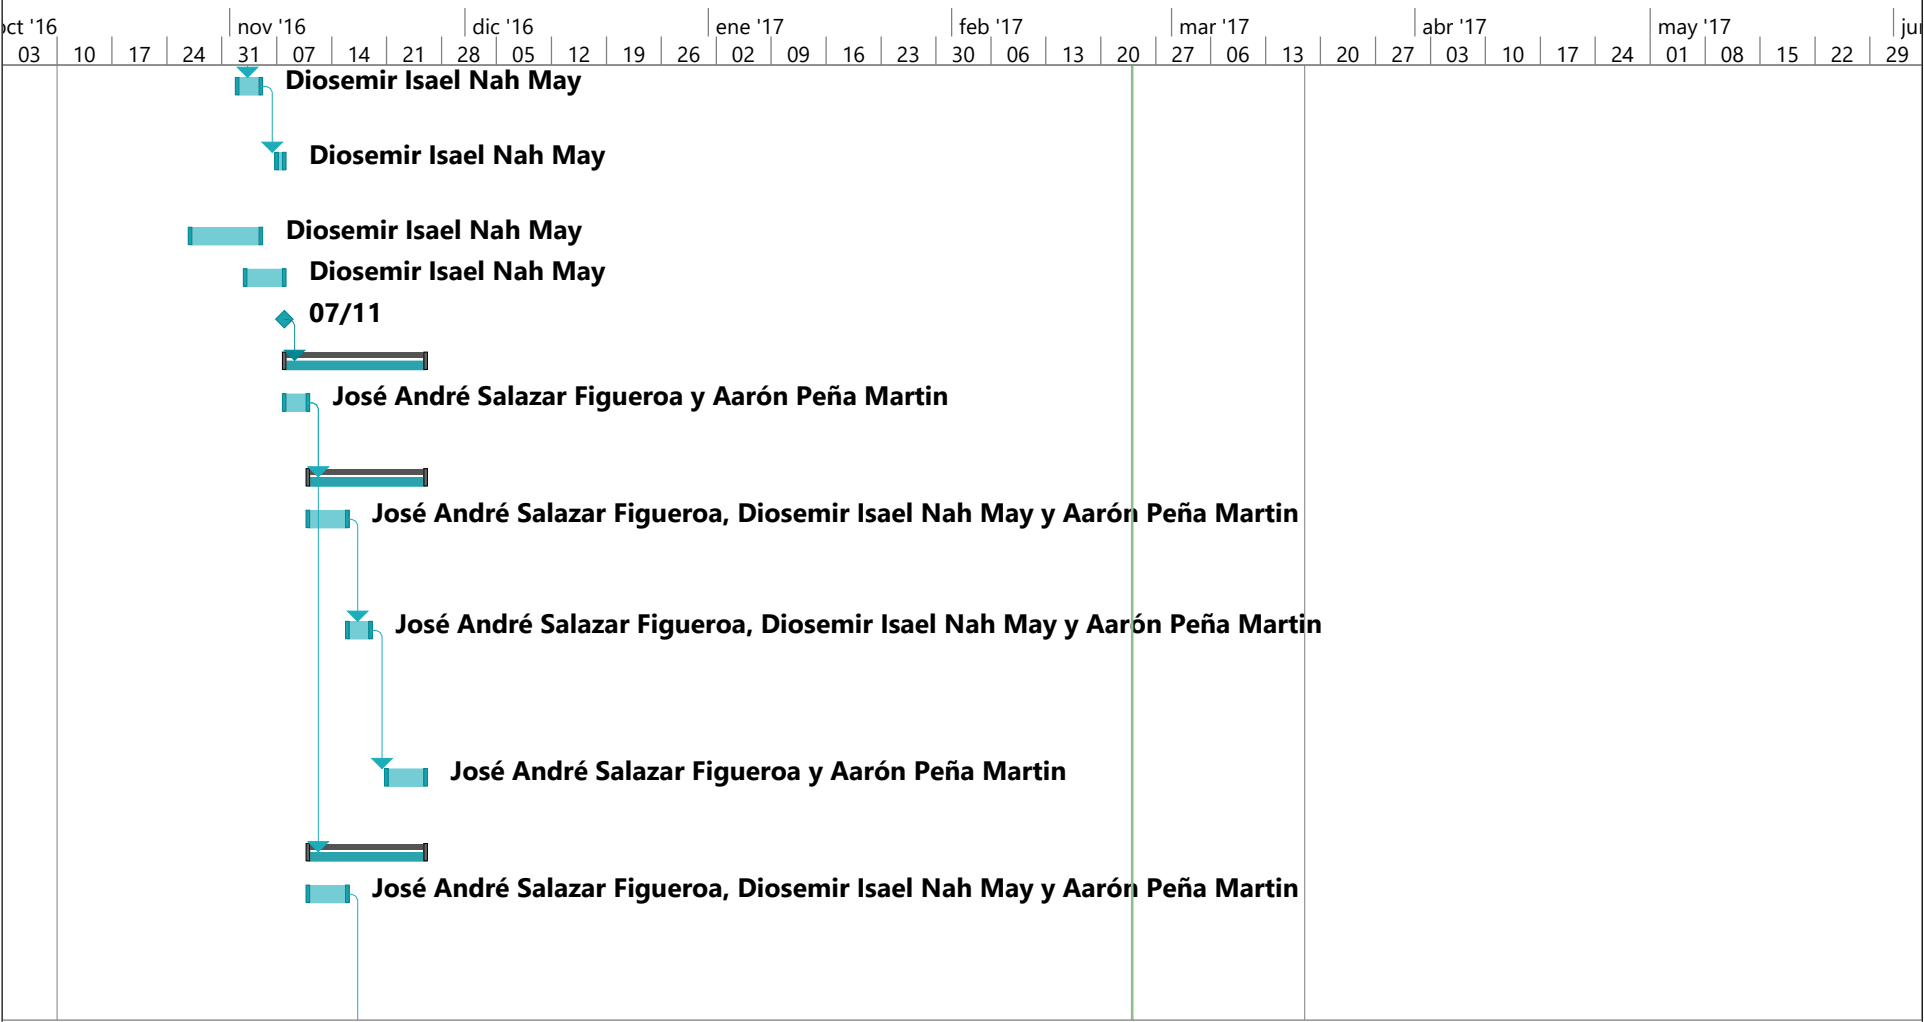 oct '16 nov '16 dic '16 ene '17 feb '17 mar '17 abr '17 may '17 jun
03 10 17 24 31 07 14 21 28 05 12 19 26 02 09 16 23 30 06 13 20 27 06 13 20 27 03 10 17 24 01 08 15 22 29
Diosemir Isael Nah May
Diosemir Isael Nah May
Diosemir Isael Nah May
Diosemir Isael Nah May
07/11
José André Salazar Figueroa y Aarón Peña Martin
José André Salazar Figueroa, Diosemir Isael Nah May y Aarón Peña Martin
José André Salazar Figueroa, Diosemir Isael Nah May y Aarón Peña Martin
José André Salazar Figueroa y Aarón Peña Martin
José André Salazar Figueroa, Diosemir Isael Nah May y Aarón Peña Martin